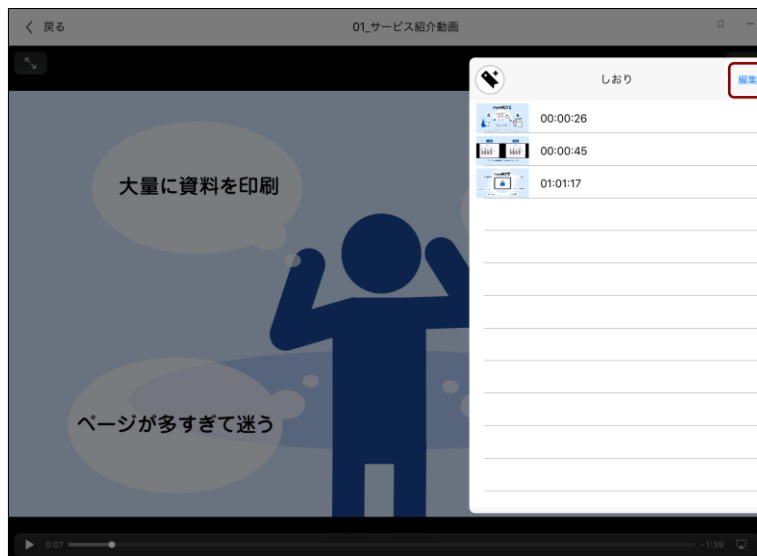 戻る
01_サービス紹介動画
しおり
編集
00:00:26
00:00:45
01:01:17
大量に資料を印刷
ページが多すぎて迷う
0:07
-1:39